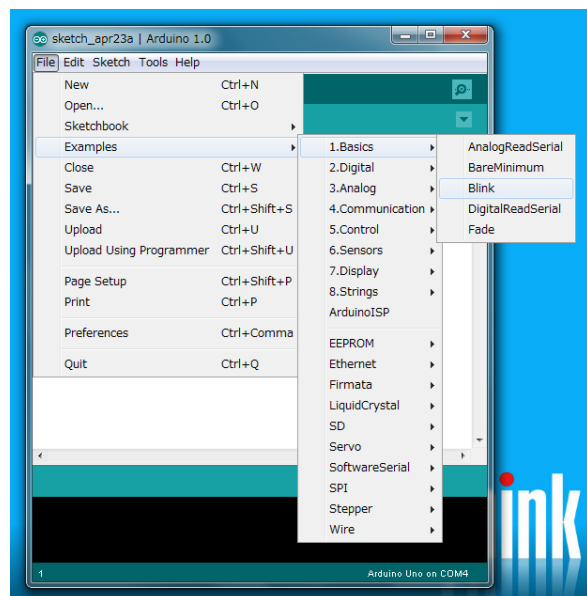 sketch_apr23a | Arduino 1.0
File Edit Sketch Tools Help
New Ctrl+N
Open... Ctrl+O
Sketchbook
Examples
Close Ctrl+W
Save Ctrl+S
Save As... Ctrl+Shift+S
Upload Ctrl+U
Upload Using Programmer Ctrl+Shift+U
Page Setup Ctrl+Shift+P
Print Ctrl+P
Preferences Ctrl+Comma
Quit Ctrl+Q
1.Basics
2.Digital
3.Analog
4.Communication
5.Control
6.Sensors
7.Display
8.Strings
ArduinoISP
EEPROM
Ethernet
Firmata
LiquidCrystal
SD
Servo
SoftwareSerial
SPI
Stepper
Wire
AnalogReadSerial
BareMinimum
Blink
DigitalReadSerial
Fade
ink
1 Arduino Uno on COM4